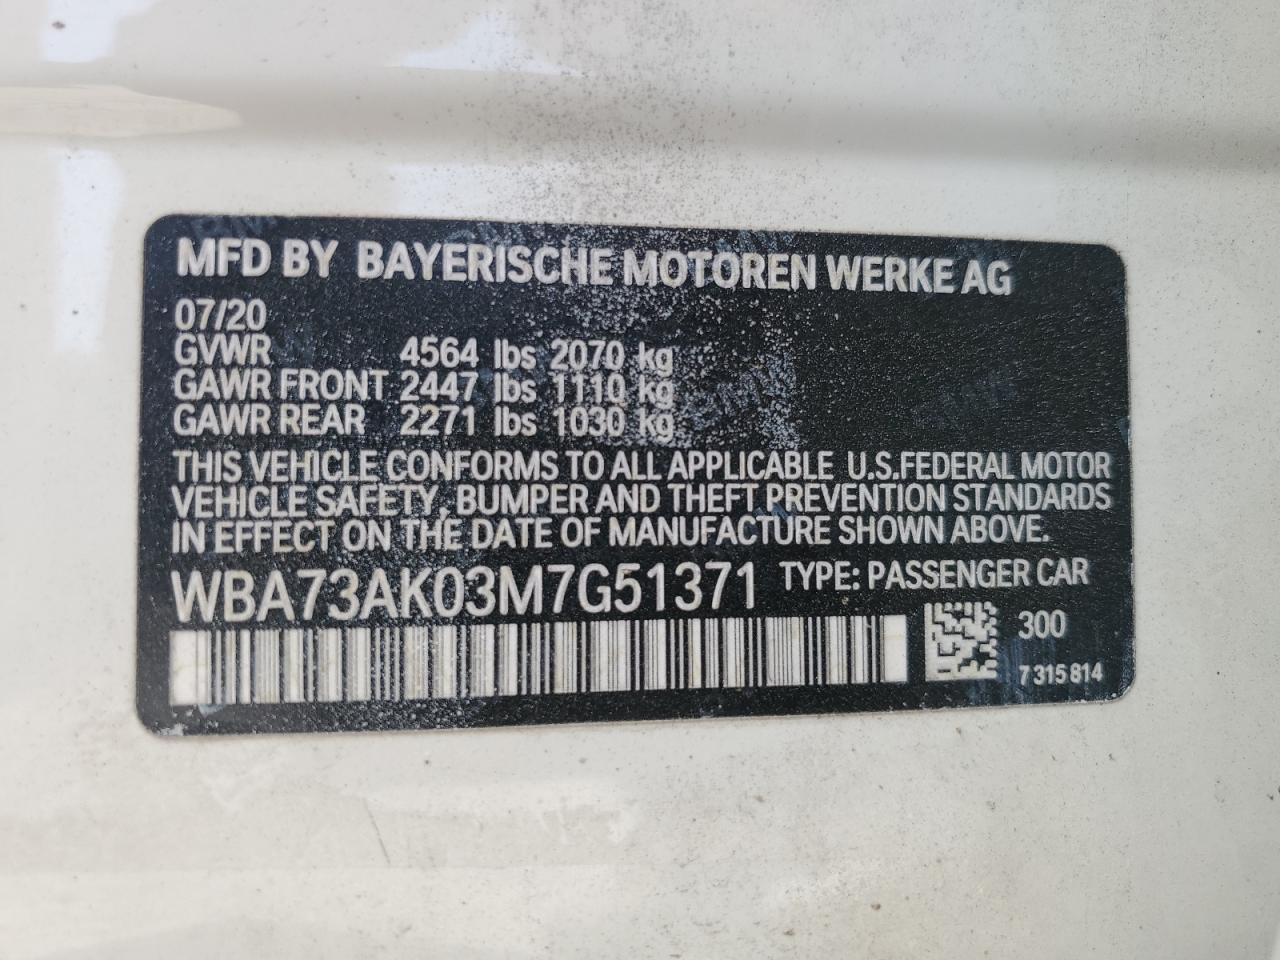 MFD BY BAYERISCHE MOTOREN WERKE AG
07/20
GVWR 4564 lbs 2070 kg
GAWR FRONT 2447 lbs 1110 kg
GAWR REAR 2271 lbs 1030 kg
THIS VEHICLE CONFORMS TO ALL APPLICABLE U.S.FEDERAL MOTOR
VEHICLE SAFETY, BUMPER AND THEFT PREVENTION STANDARDS
IN EFFECT ON THE DATE OF MANUFACTURE SHOWN ABOVE.
WBA73AK03M7G51371 TYPE: PASSENGER CAR
300
7 315 814